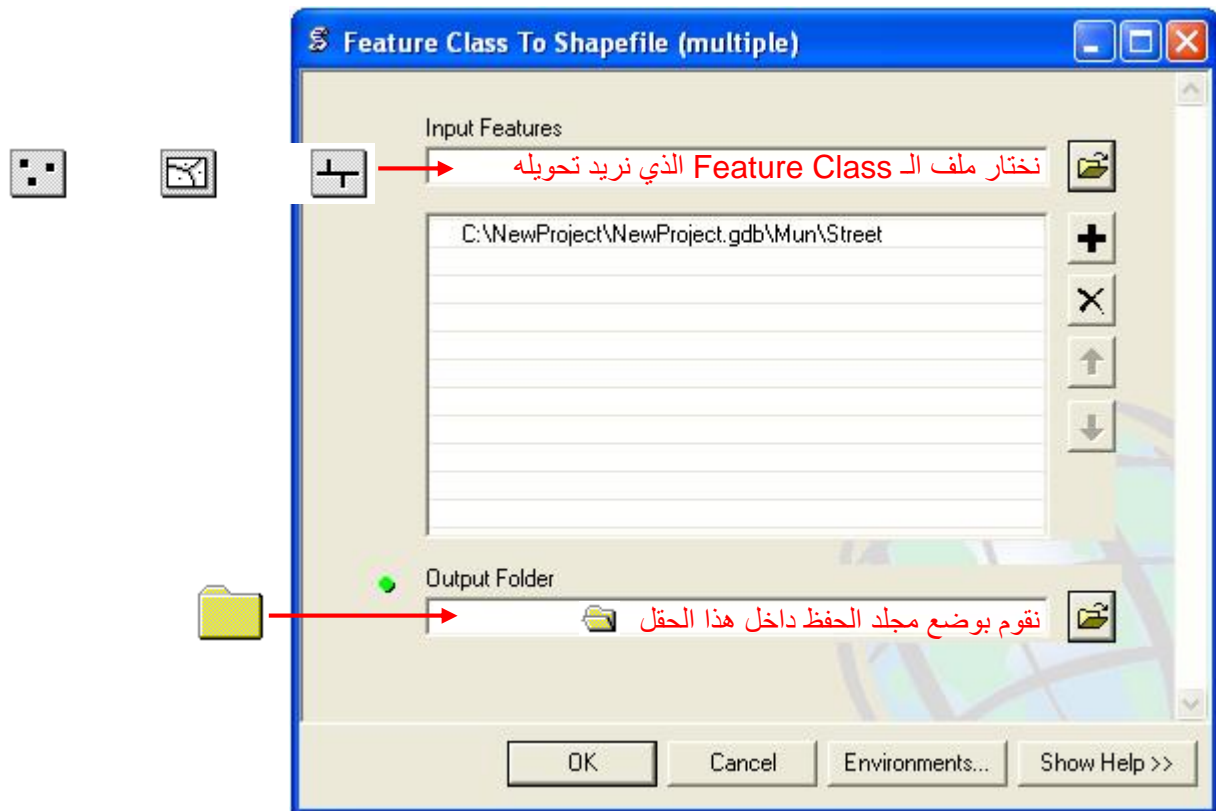 Feature Class To Shapefile (multiple)
Input Features
نختار ملف الـ Feature Class الذي نريد تحويله
C:\NewProject\NewProject.gdb\Mun\Street
Output Folder
نقوم بوضع مجلد الحفظ داخل هذا الحقل
OK
Cancel
Environments...
Show Help >>